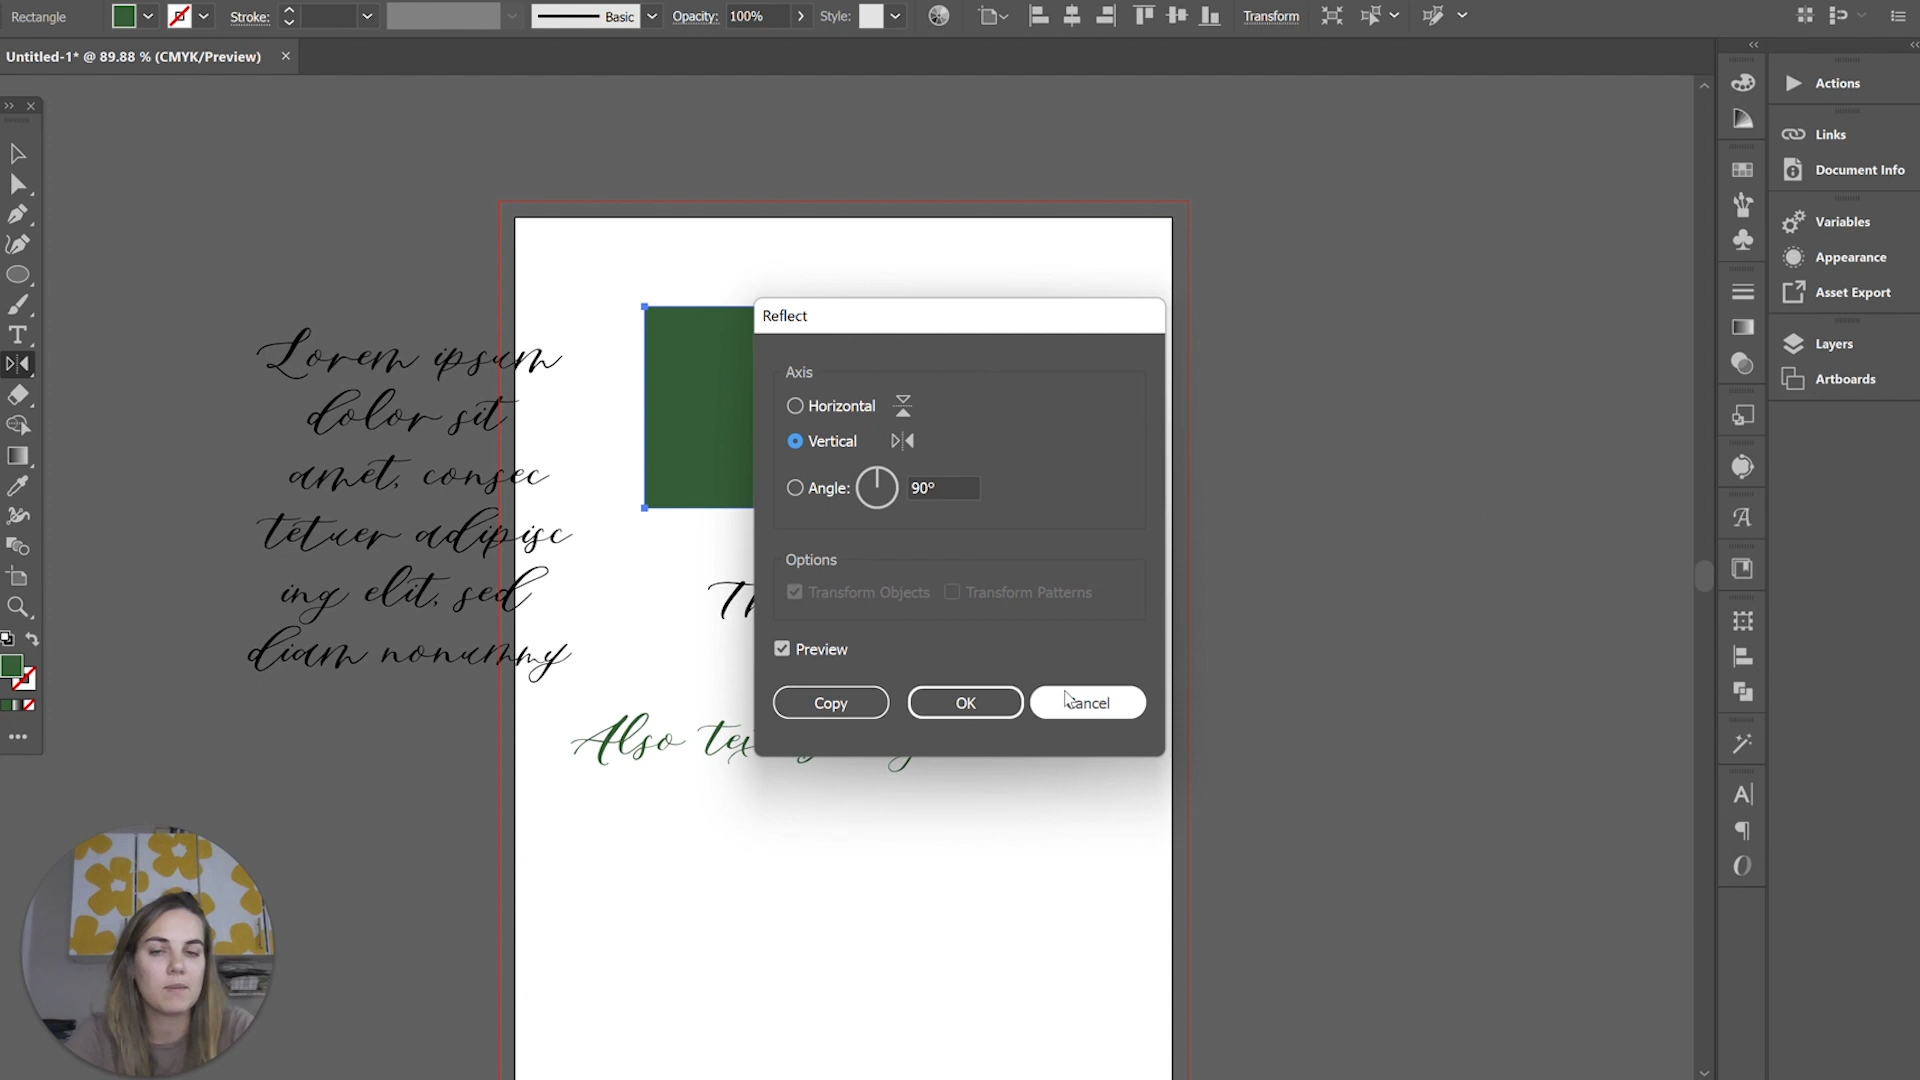 Rectangle
Stroke:
Basic
Opacity:
100%
Style:
Transform
Untitled-1* @ 89.88 % (CMYK/Preview)
Actions
Links
Document Info
Variables
Appearance
Asset Export
Layers
Artboards
Lorem ipsum
dolor sit
amet, consec
tetuer adipisc
ing elit, sed
diam nonummy
Th
Also tex
Reflect
Axis
Horizontal
Vertical
Angle:
90°
Options
Transform Objects
Transform Patterns
Preview
Copy
OK
Cancel